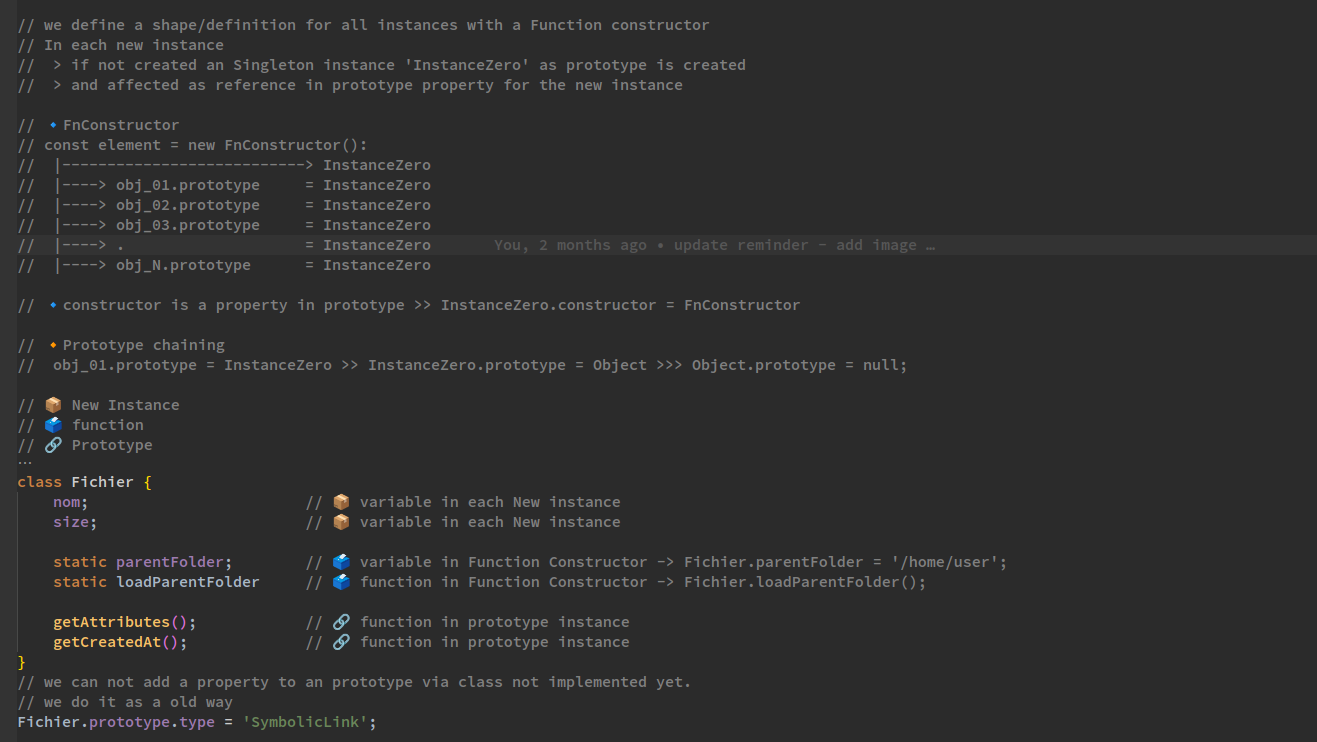 // we define a shape/definition for all instances with a Function constructor
// In each new instance
//  > if not created an Singleton instance 'InstanceZero' as prototype is created
//  > and affected as reference in prototype property for the new instance
// 🔹FnConstructor
// const element = new FnConstructor():
//  |---------------------------> InstanceZero
//  |----> obj_01.prototype     = InstanceZero
//  |----> obj_02.prototype     = InstanceZero
//  |----> obj_03.prototype     = InstanceZero
//  |----> .                    = InstanceZero       You, 2 months ago • update reminder – add image …
//  |----> obj_N.prototype      = InstanceZero
// 🔹constructor is a property in prototype >> InstanceZero.constructor = FnConstructor
// 🔸Prototype chaining
//  obj_01.prototype = InstanceZero >> InstanceZero.prototype = Object >>> Object.prototype = null;
// 📦 New Instance
// 🗳️ function
// 🔗 Prototype
...
class Fichier {
    nom;                        // 📦 variable in each New instance
    size;                       // 📦 variable in each New instance
    static parentFolder;        // 🗳️ variable in Function Constructor -> Fichier.parentFolder = '/home/user';
    static loadParentFolder     // 🗳️ function in Function Constructor -> Fichier.loadParentFolder();
    getAttributes();            // 🔗 function in prototype instance
    getCreatedAt();             // 🔗 function in prototype instance
}
// we can not add a property to an prototype via class not implemented yet.
// we do it as a old way
Fichier.prototype.type = 'SymbolicLink';